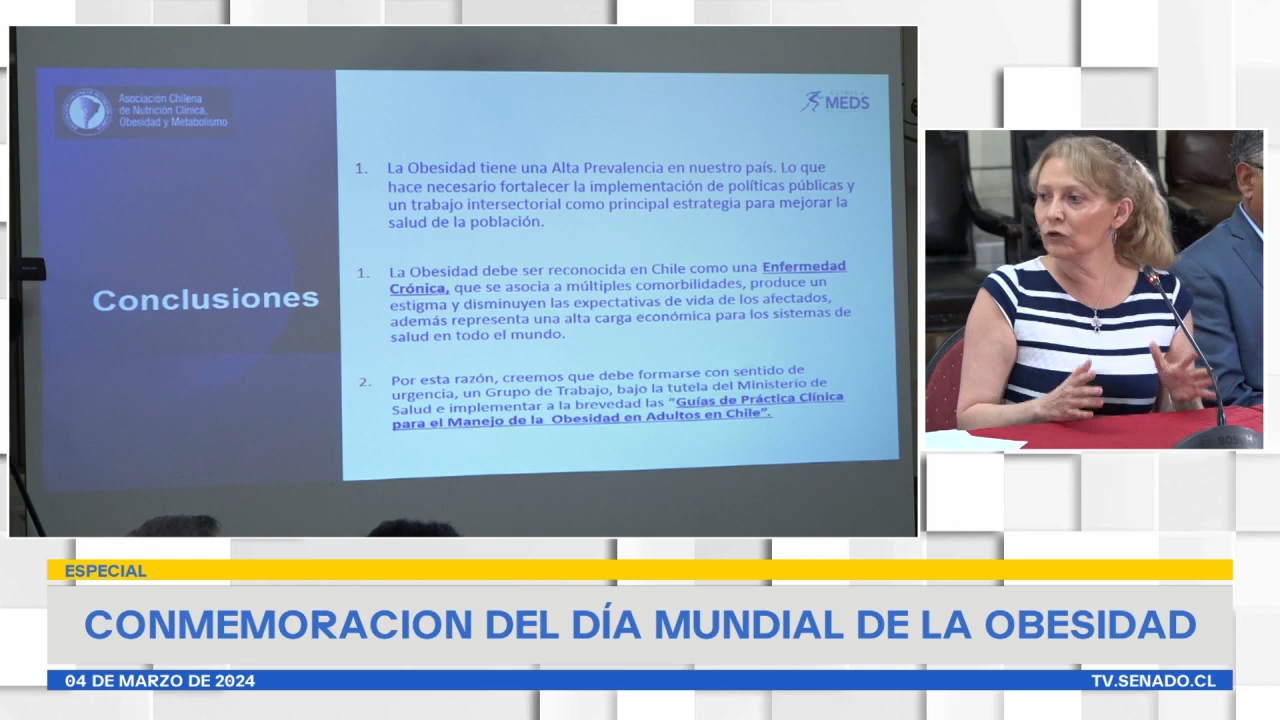 Asociación Chilena
de Nutrición Clínica,
Obesidad y Metabolismo
CLÍNICA
MEDS
Conclusiones
1. La Obesidad tiene una Alta Prevalencia en nuestro país. Lo que
hace necesario fortalecer la implementación de políticas públicas y
un trabajo intersectorial como principal estrategia para mejorar la
salud de la población.
1. La Obesidad debe ser reconocida en Chile como una Enfermedad
Crónica, que se asocia a múltiples comorbilidades, produce un
estigma y disminuyen las expectativas de vida de los afectados,
además representa una alta carga económica para los sistemas de
salud en todo el mundo.
2. Por esta razón, creemos que debe formarse con sentido de
urgencia, un Grupo de Trabajo, bajo la tutela del Ministerio de
Salud e implementar a la brevedad las “Guías de Práctica Clínica
para el Manejo de la Obesidad en Adultos en Chile”.
BOSCH
ESPECIAL
CONMEMORACION DEL DÍA MUNDIAL DE LA OBESIDAD
04 DE MARZO DE 2024
TV.SENADO.CL